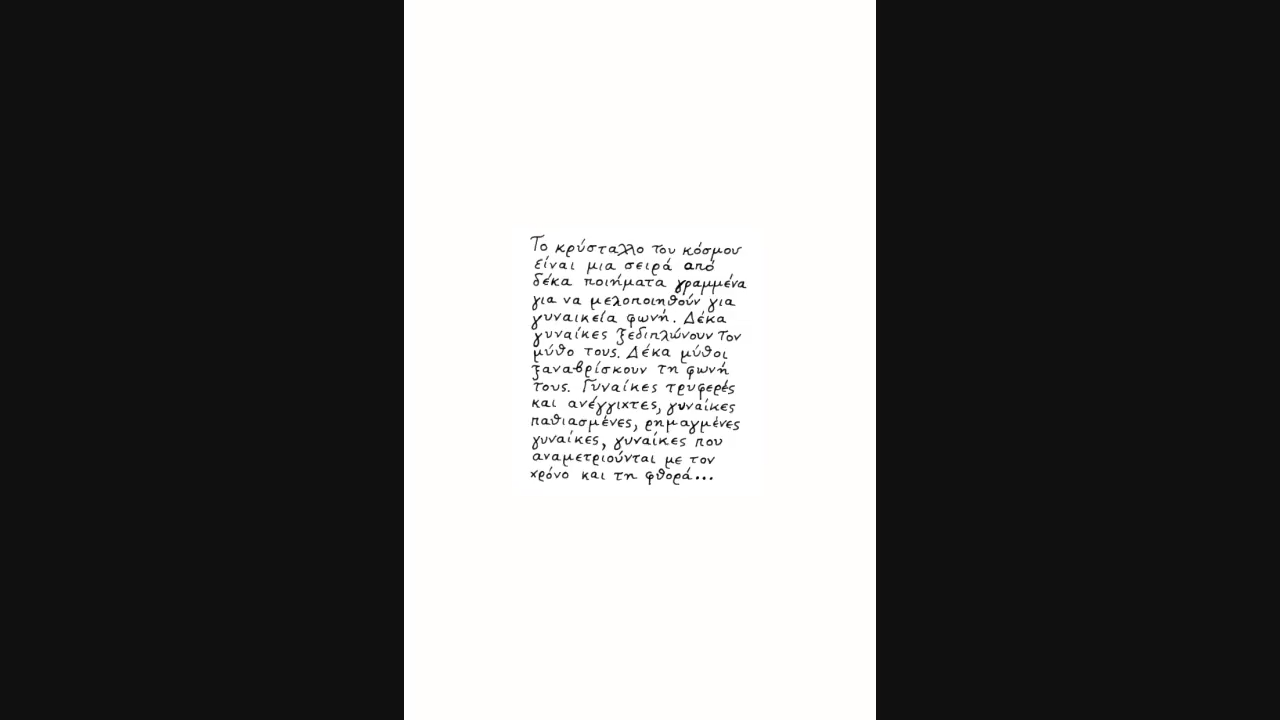 Το κρύσταλλο του κόσμου
είναι μια σειρά από
δέκα ποιήματα γραμμένα
για να μελοποιηθούν για
γυναικεία φωνή. Δέκα
γυναίκες ξεδιπλώνουν τον
μύθο τους. Δέκα μύθοι
ξαναβρίσκουν τη φωνή
τους. Γυναίκες τρυφερές
και ανέγγιχτες, γυναίκες
παθιασμένες, ρημαγμένες
γυναίκες, γυναίκες που
αναμετριούνται με τον
χρόνο και τη φθορά...